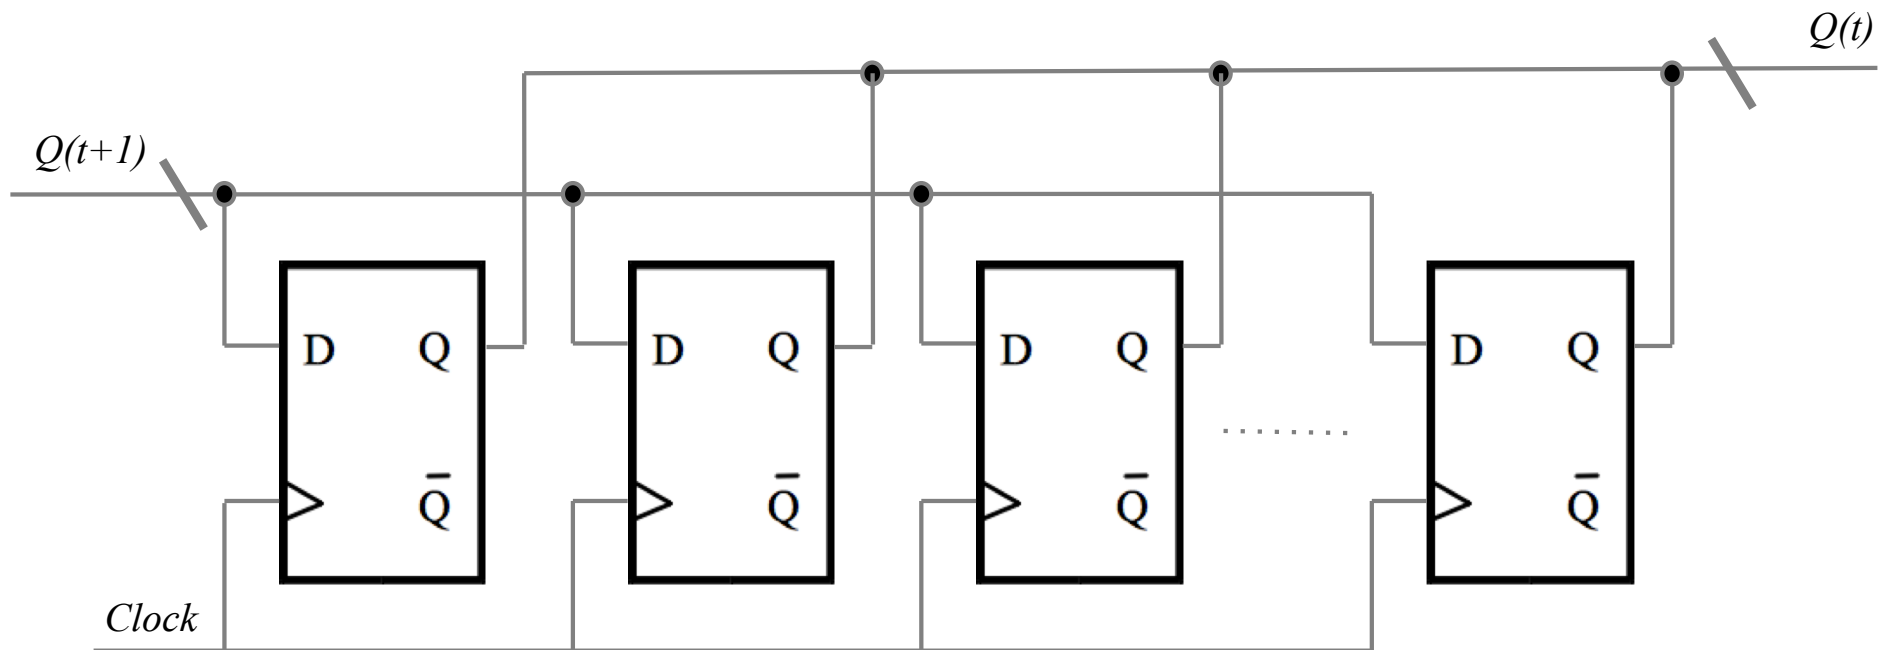 Q(t)
Q(t+1)
D Q D Q D Q D Q
Q̅ Q̅ Q̅ Q̅
Clock